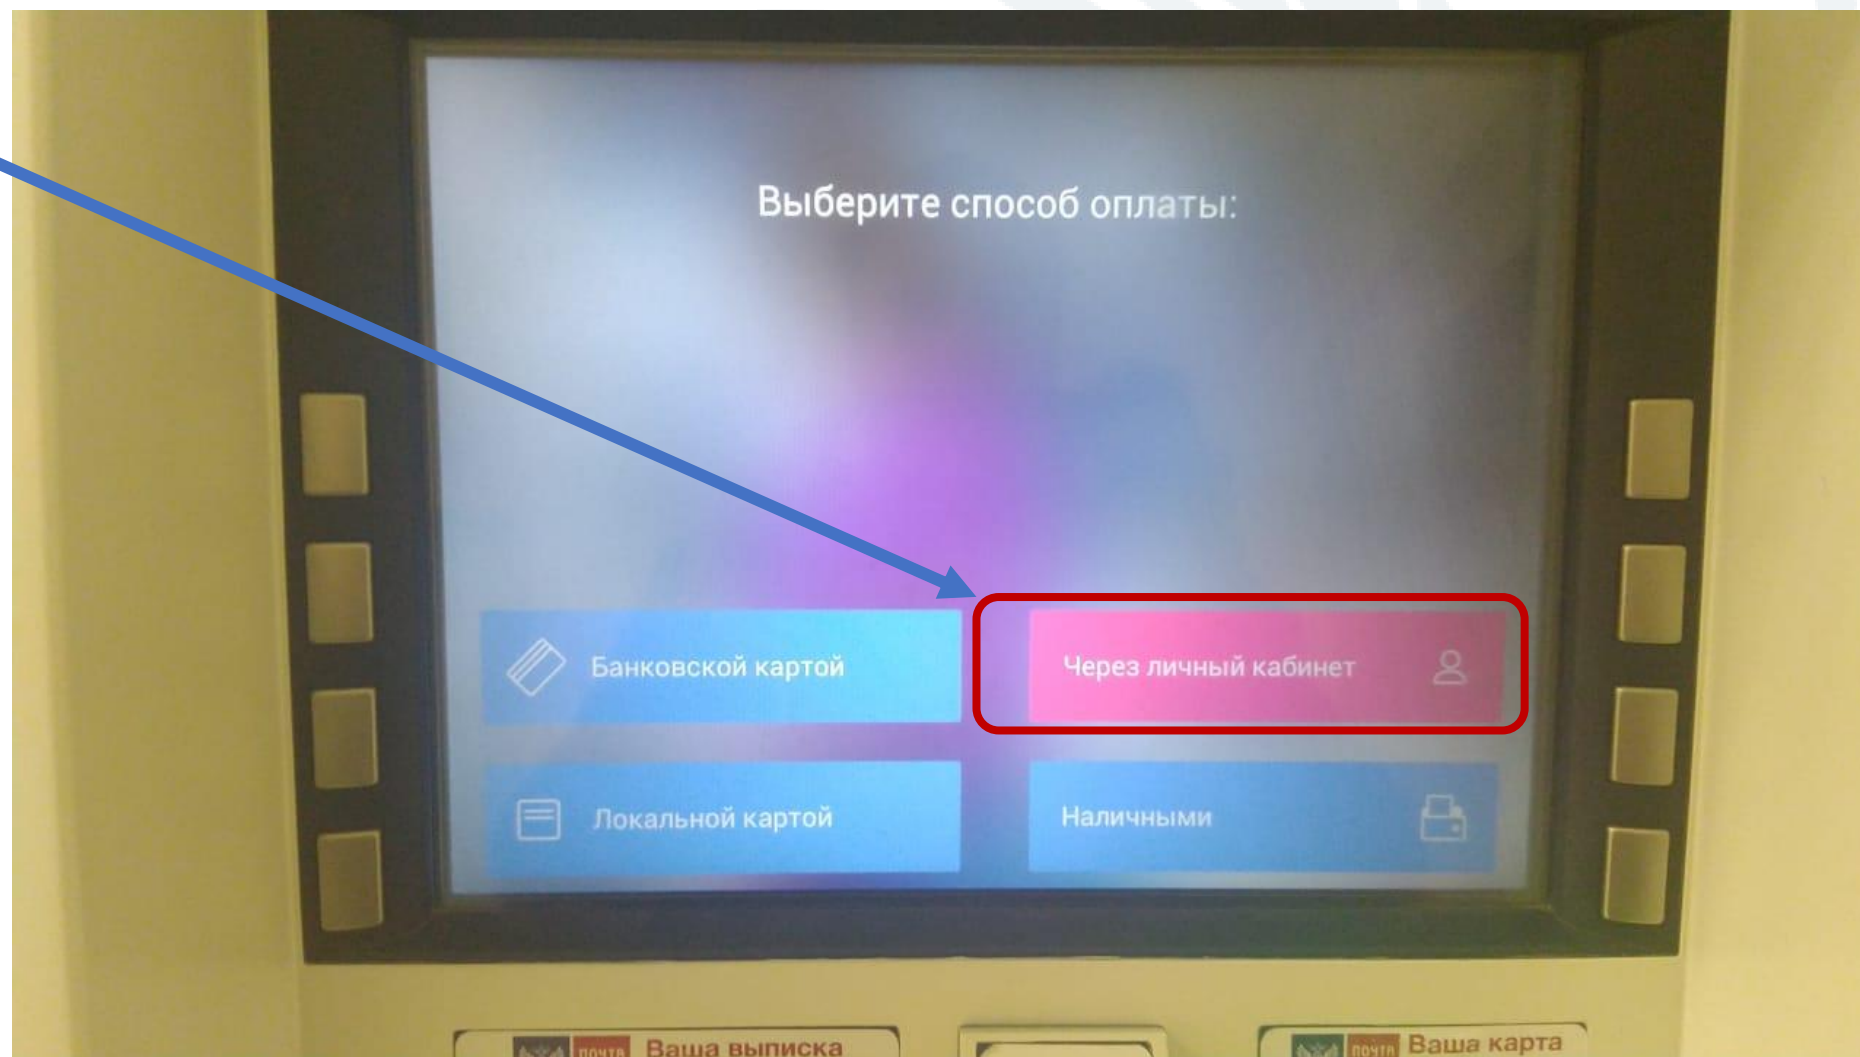 Выберите способ оплаты:
Банковской картой
Через личный кабинет
Локальной картой
Наличными
ПОЧТА Ваша выписка
ПОЧТА Ваша карта